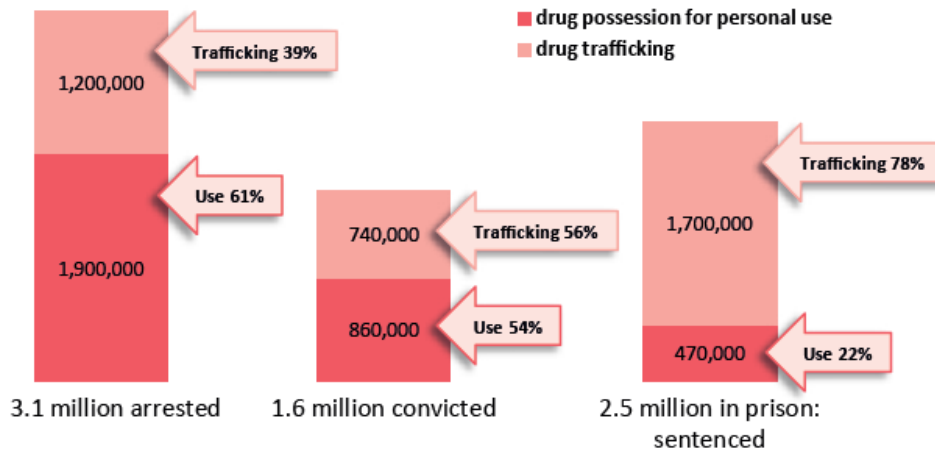 drug possession for personal use
drug trafficking
Trafficking 39%
1,200,000
Use 61%
1,900,000
3.1 million arrested
Trafficking 56%
740,000
Use 54%
860,000
1.6 million convicted
Trafficking 78%
1,700,000
Use 22%
470,000
2.5 million in prison:
sentenced